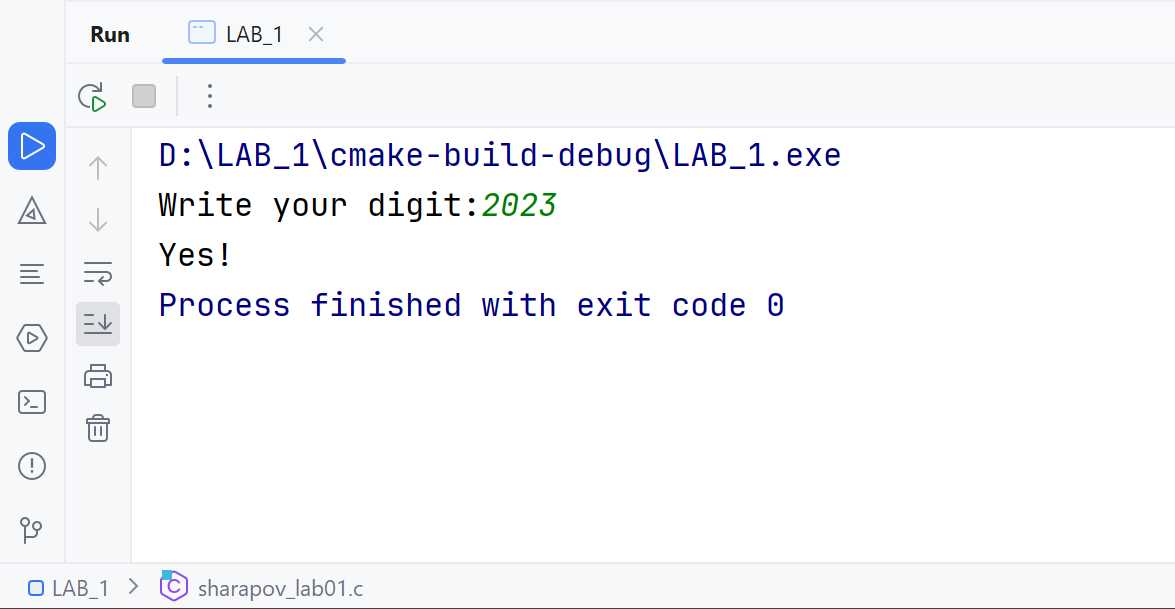 Run LAB_1
D:\LAB_1\cmake-build-debug\LAB_1.exe
Write your digit:2023
Yes!
Process finished with exit code 0
LAB_1 > sharapov_lab01.c